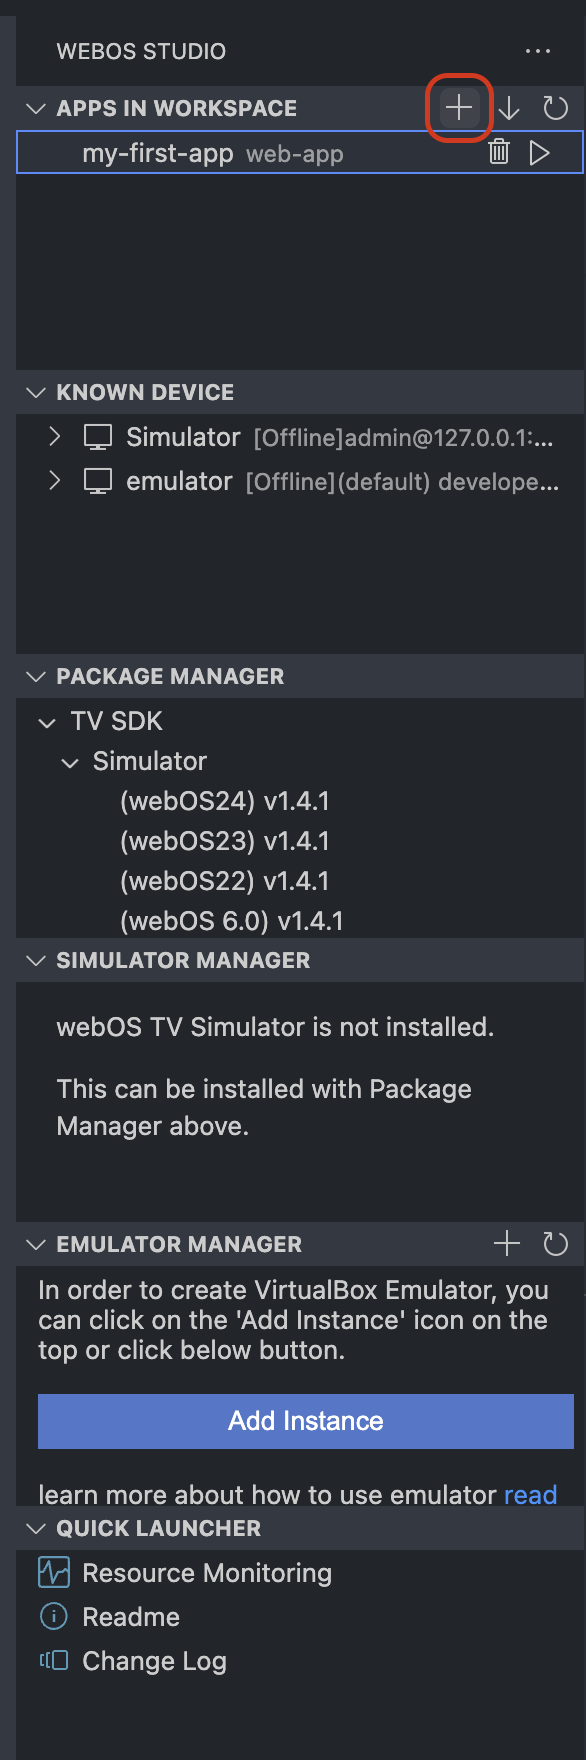 WEBOS STUDIO
APPS IN WORKSPACE
my-first-app web-app
KNOWN DEVICE
Simulator [Offline]admin@127.0.0.1:...
emulator [Offline](default) develope...
PACKAGE MANAGER
TV SDK
Simulator
(webOS24) v1.4.1
(webOS23) v1.4.1
(webOS22) v1.4.1
(webOS 6.0) v1.4.1
SIMULATOR MANAGER
webOS TV Simulator is not installed.
This can be installed with Package
Manager above.
EMULATOR MANAGER
In order to create VirtualBox Emulator, you
can click on the 'Add Instance' icon on the
top or click below button.
Add Instance
learn more about how to use emulator read
QUICK LAUNCHER
Resource Monitoring
Readme
Change Log